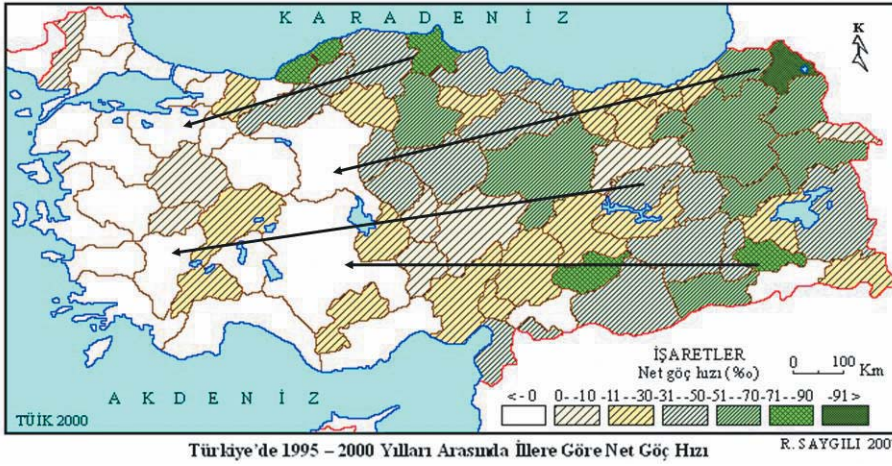 K A R A D E N İ Z
K
İŞARETLER
Net göç hızı (‰)
0 100 Km
<- 0 0--10 -11--30 -31--50 -51--70 -71--90 -91 >
A K D E N İ Z
TÜİK 2000
Türkiye'de 1995 – 2000 Yılları Arasında İllere Göre Net Göç Hızı
R. SAYGILI